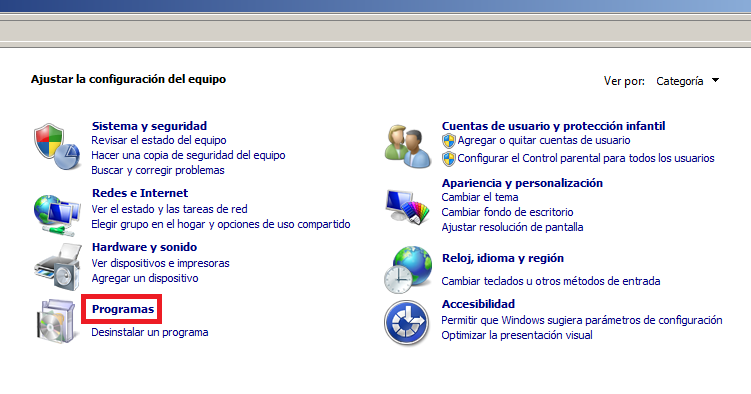 Ajustar la configuración del equipo
Ver por: Categoría
Sistema y seguridad
Revisar el estado del equipo
Hacer una copia de seguridad del equipo
Buscar y corregir problemas
Redes e Internet
Ver el estado y las tareas de red
Elegir grupo en el hogar y opciones de uso compartido
Hardware y sonido
Ver dispositivos e impresoras
Agregar un dispositivo
Programas
Desinstalar un programa
Cuentas de usuario y protección infantil
Agregar o quitar cuentas de usuario
Configurar el Control parental para todos los usuarios
Apariencia y personalización
Cambiar el tema
Cambiar fondo de escritorio
Ajustar resolución de pantalla
Reloj, idioma y región
Cambiar teclados u otros métodos de entrada
Accesibilidad
Permitir que Windows sugiera parámetros de configuración
Optimizar la presentación visual